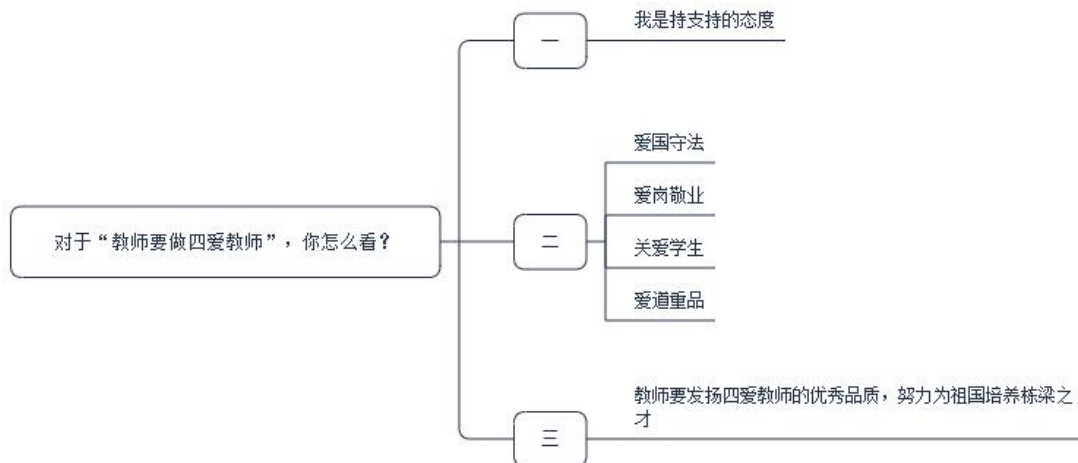 一
我是持支持的态度
爱国守法
爱岗敬业
对于“教师要做四爱教师”，你怎么看？
二
关爱学生
爱道重品
教师要发扬四爱教师的优秀品质，努力为祖国培养栋梁之
才
三